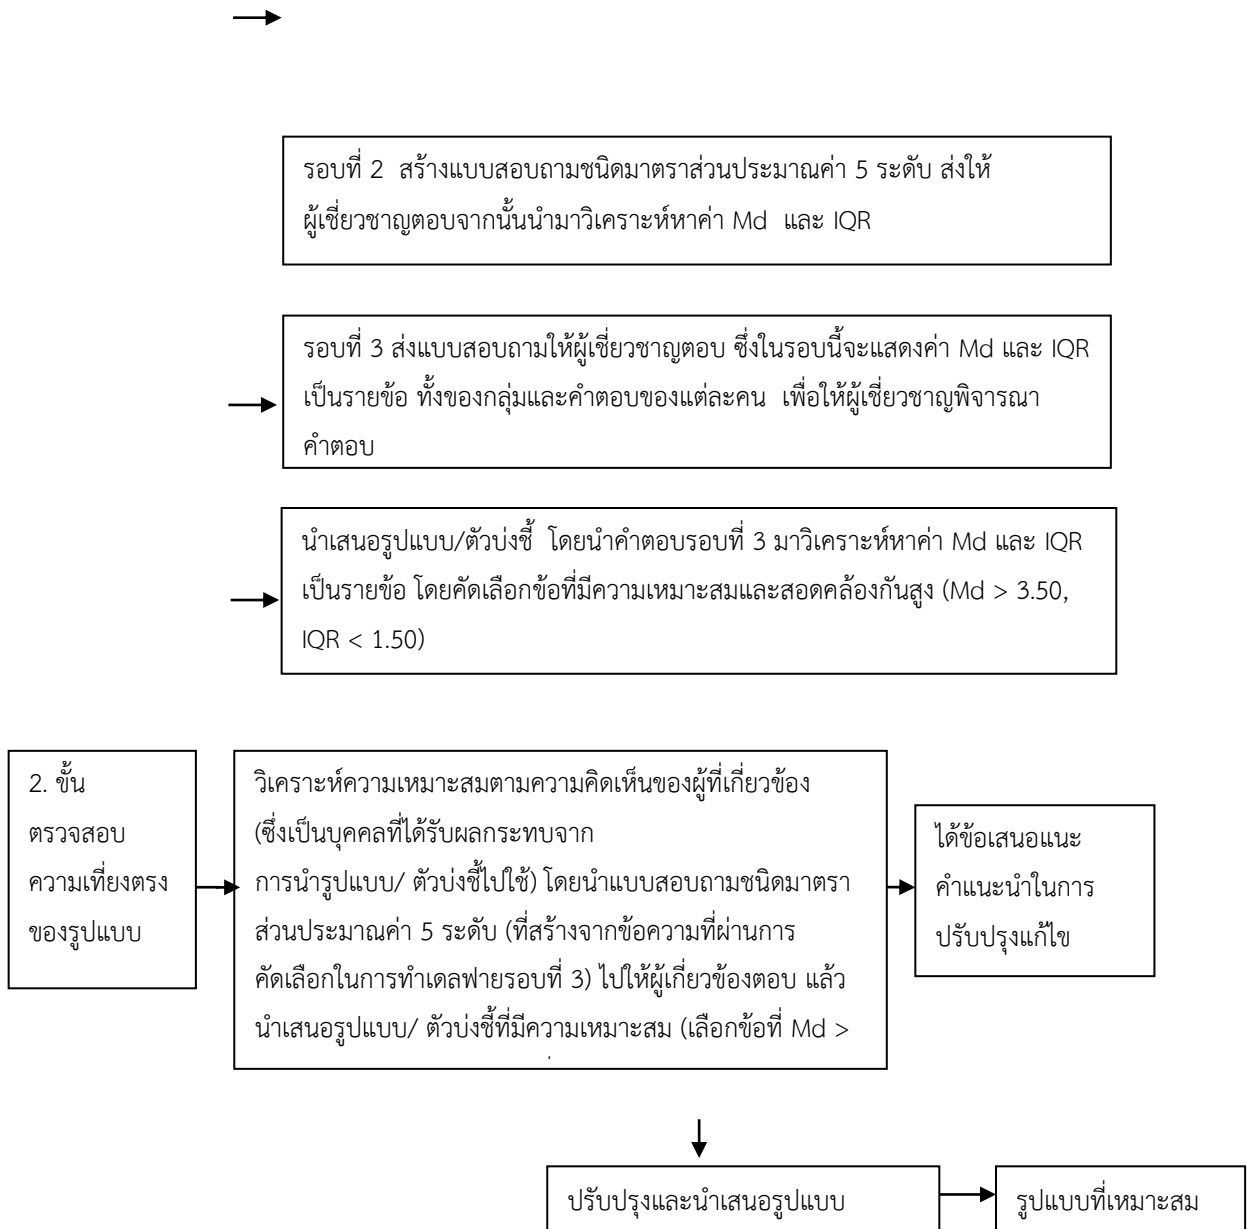 รอบที่ 2  สร้างแบบสอบถามชนิดมาตราส่วนประมาณค่า 5 ระดับ ส่งให้
ผู้เชี่ยวชาญตอบจากนั้นนำมาวิเคราะห์หาค่า Md  และ IQR
รอบที่ 3 ส่งแบบสอบถามให้ผู้เชี่ยวชาญตอบ ซึ่งในรอบนี้จะแสดงค่า Md และ IQR
เป็นรายข้อ ทั้งของกลุ่มและคำตอบของแต่ละคน  เพื่อให้ผู้เชี่ยวชาญพิจารณา
คำตอบ
นำเสนอรูปแบบ/ตัวบ่งชี้  โดยนำคำตอบรอบที่ 3 มาวิเคราะห์หาค่า Md และ IQR
เป็นรายข้อ โดยคัดเลือกข้อที่มีความเหมาะสมและสอดคล้องกันสูง (Md > 3.50,
IQR < 1.50)
2. ขั้น
ตรวจสอบ
ความเที่ยงตรง
ของรูปแบบ
วิเคราะห์ความเหมาะสมตามความคิดเห็นของผู้ที่เกี่ยวข้อง
(ซึ่งเป็นบุคคลที่ได้รับผลกระทบจาก
การนำรูปแบบ/ ตัวบ่งชี้ไปใช้) โดยนำแบบสอบถามชนิดมาตรา
ส่วนประมาณค่า 5 ระดับ (ที่สร้างจากข้อความที่ผ่านการ
คัดเลือกในการทำเดลฟายรอบที่ 3) ไปให้ผู้เกี่ยวข้องตอบ แล้ว
นำเสนอรูปแบบ/ ตัวบ่งชี้ที่มีความเหมาะสม (เลือกข้อที่ Md >
ได้ข้อเสนอแนะ
คำแนะนำในการ
ปรับปรุงแก้ไข
ปรับปรุงและนำเสนอรูปแบบ
รูปแบบที่เหมาะสม